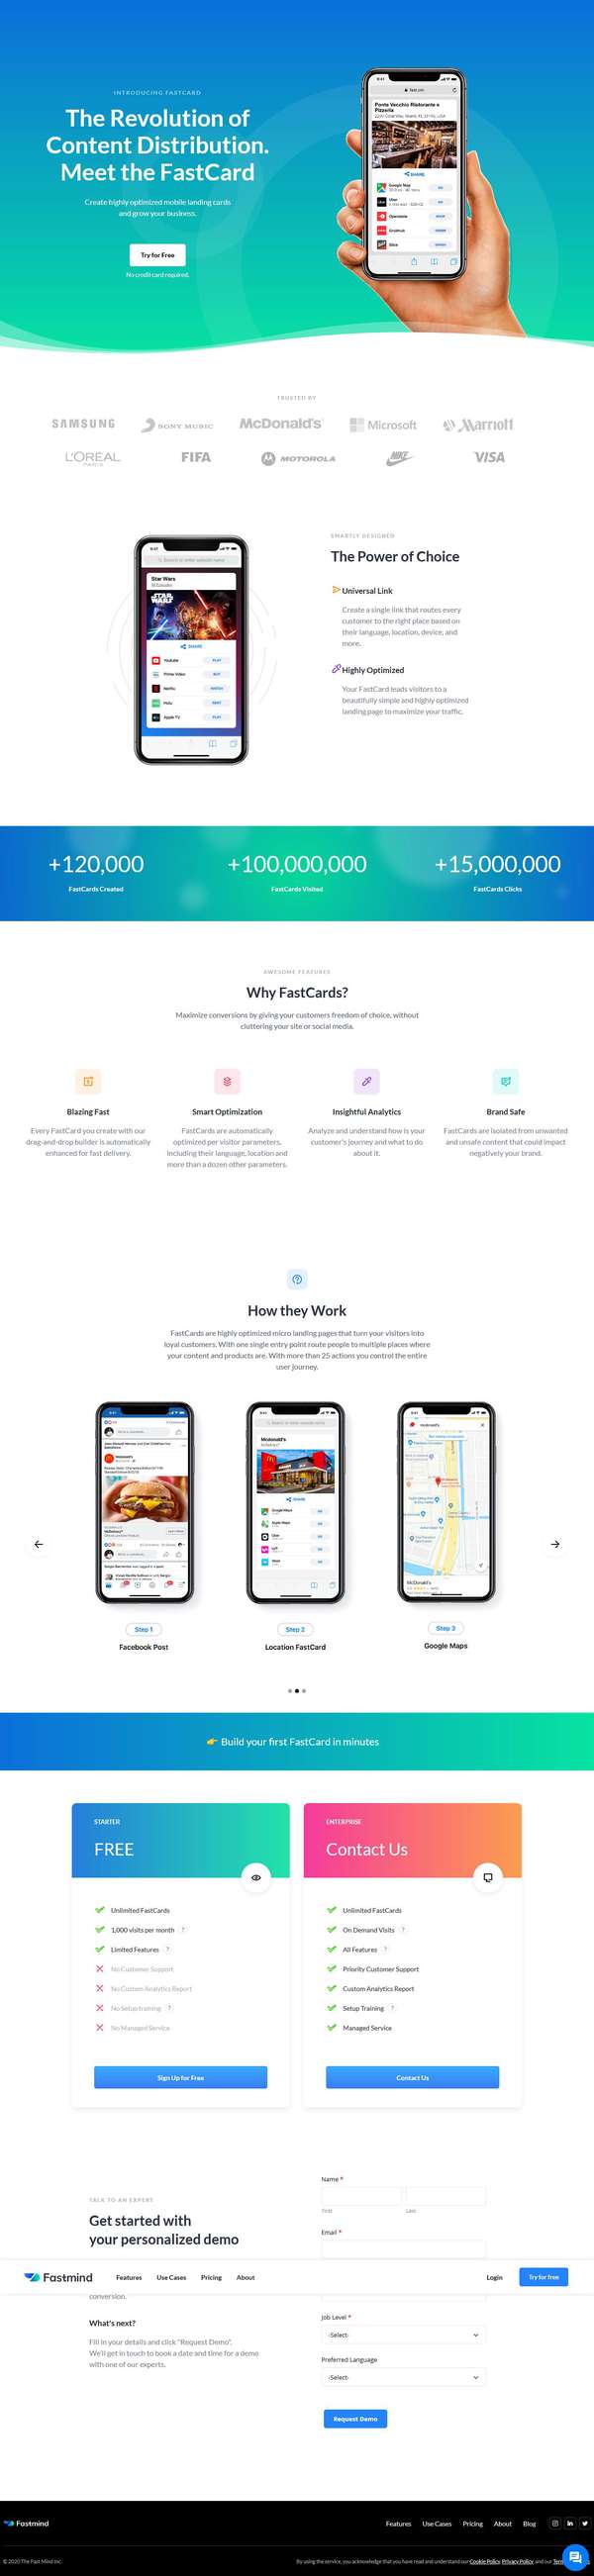 INTRODUCING FASTCARD
The Revolution of
Content Distribution.
Meet the FastCard
Create highly optimized mobile landing cards
and grow your business.
Try for Free
No credit card required.
Ponte Vecchio Ristorante e
Pizzeria
SHARE
Google Map
Uber
Opentable
Grubhub
Slice
TRUSTED BY
SAMSUNG
SONY MUSIC
McDonald's
Microsoft
Marriott
L'ORÉAL
PARIS
FIFA
MOTOROLA
NIKE
VISA
SMARTLY DESIGNED
The Power of Choice
Universal Link
Create a single link that routes every
customer to the right place based on
their language, location, device, and
more.
Highly Optimized
Your FastCard leads visitors to a
beautifully simple and highly optimized
landing page to maximize your traffic.
9:41
Search or enter website name
Star Wars
STAR WARS
SHARE
Youtube
PLAY
Prime Video
BUY
Netflix
WATCH
Hulu
RENT
Apple TV
PLAY
+120,000
FastCards Created
+100,000,000
FastCards Visited
+15,000,000
FastCards Clicks
AWESOME FEATURES
Why FastCards?
Maximize conversions by giving your customers freedom of choice, without
cluttering your site or social media.
Blazing Fast
Every FastCard you create with our
drag-and-drop builder is automatically
enhanced for fast delivery.
Smart Optimization
FastCards are automatically
optimized per visitor parameters,
including their language, location and
more than a dozen other parameters.
Insightful Analytics
Analyze and understand how is your
customer's journey and what to do
about it.
Brand Safe
FastCards are isolated from unwanted
and unsafe content that could impact
negatively your brand.
How they Work
FastCards are highly optimized micro landing pages that turn your visitors into
loyal customers. With one single entry point route people to multiple places where
your content and products are. With more than 25 actions you control the entire
user journey.
Mcdonald's
SHARE
Google Maps
Apple Maps
Uber
Lyft
Waze
McDonald's
Step 1
Facebook Post
Step 2
Location FastCard
Step 3
Google Maps
Build your first FastCard in minutes
STARTER
FREE
Unlimited FastCards
1,000 visits per month ?
Limited Features ?
No Customer Support
No Custom Analytics Report
No Setup training ?
No Managed Service
Sign Up for Free
ENTERPRISE
Contact Us
Unlimited FastCards
On Demand Visits ?
All Features ?
Priority Customer Support
Custom Analytics Report
Setup Training ?
Managed Service
Contact Us
TALK TO AN EXPERT
Get started with
your personalized demo
Name *
First
Last
Email *
Fastmind
Features
Use Cases
Pricing
About
Login
Try for free
conversion.
What's next?
Fill in your details and click "Request Demo".
We'll get in touch to book a date and time for a demo
with one of our experts.
Job Level *
-Select-
Preferred Language
-Select-
Request Demo
Fastmind
Features
Use Cases
Pricing
About
Blog
© 2020 The Fast Mind Inc.
By using the service, you acknowledge that you have read and understand our Cookie Policy, Privacy Policy, and our